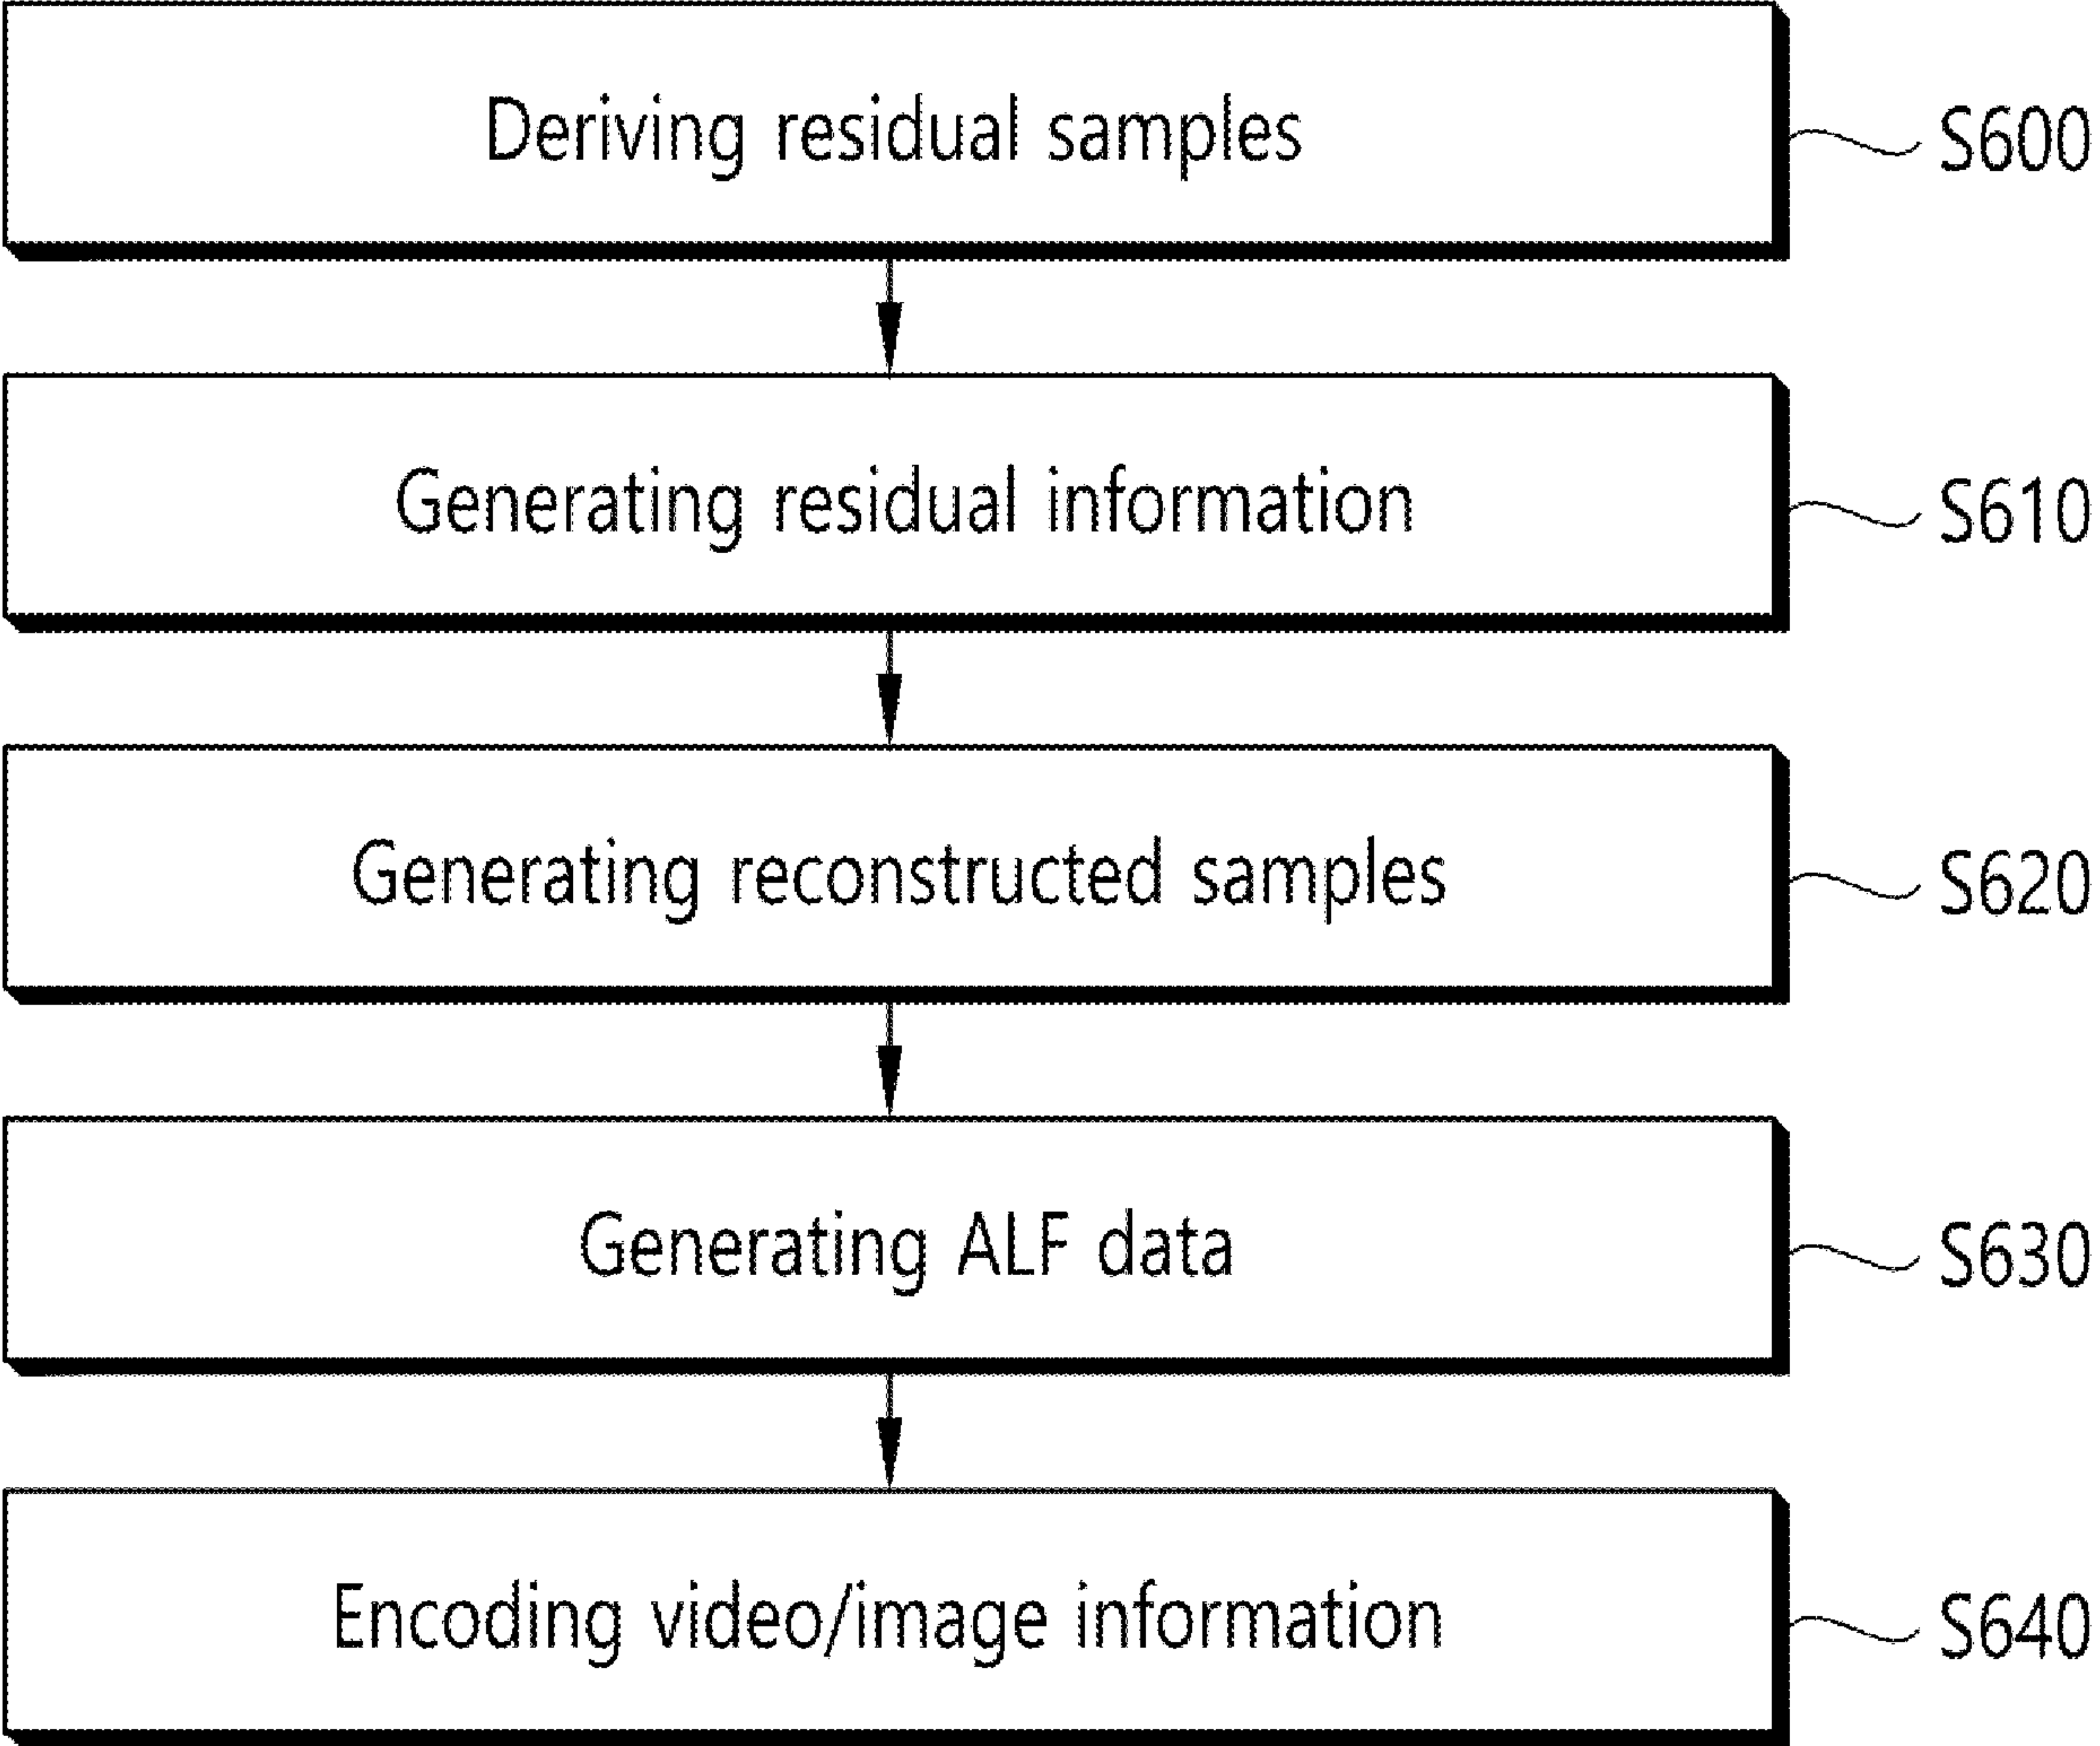 Deriving residual samples
S600
Generating residual information
S610
Generating reconstructed samples
S620
Generating ALF data
S630
Encoding video/image information
S640